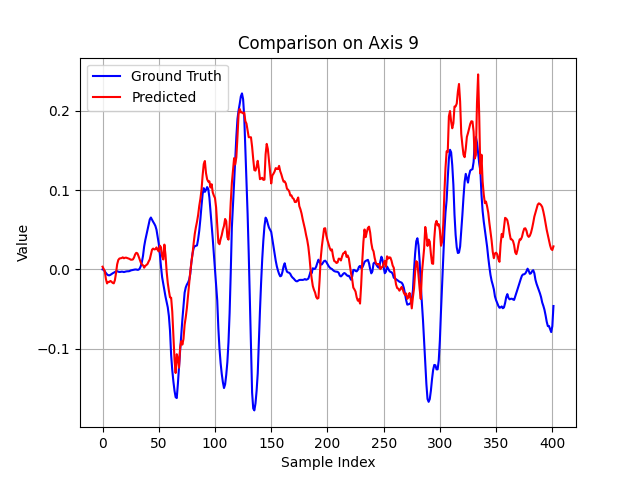 Comparison on Axis 9
Ground Truth
Predicted
Value
0.2
0.1
0.0
−0.1
0 50 100 150 200 250 300 350 400
Sample Index